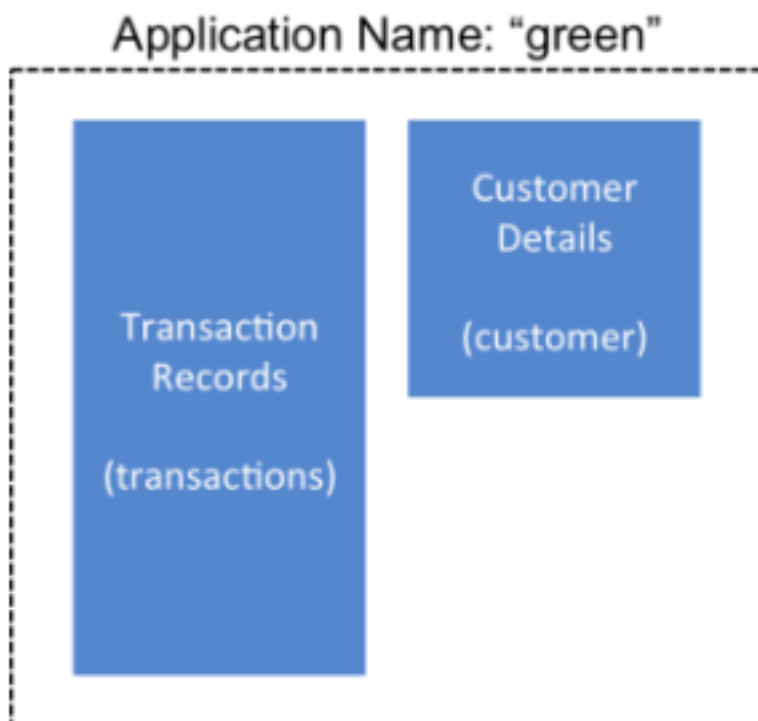 Application Name: “green”
Transaction
Records
(transactions)
Customer
Details
(customer)